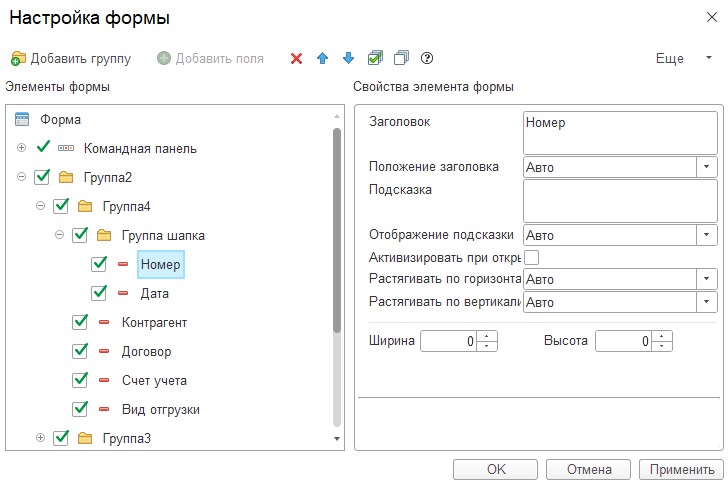 Настройка формы
Добавить группу
Добавить поля
Еще
Элементы формы
Свойства элемента формы
Форма
Командная панель
Группа2
Группа4
Группа шапка
Номер
Дата
Контрагент
Договор
Счет учета
Вид отгрузки
Группа3
Заголовок
Номер
Положение заголовка
Авто
Подсказка
Отображение подсказки
Авто
Активизировать при откры
Растягивать по горизонта
Авто
Растягивать по вертикали
Авто
Ширина 0 Высота 0
OK Отмена Применить